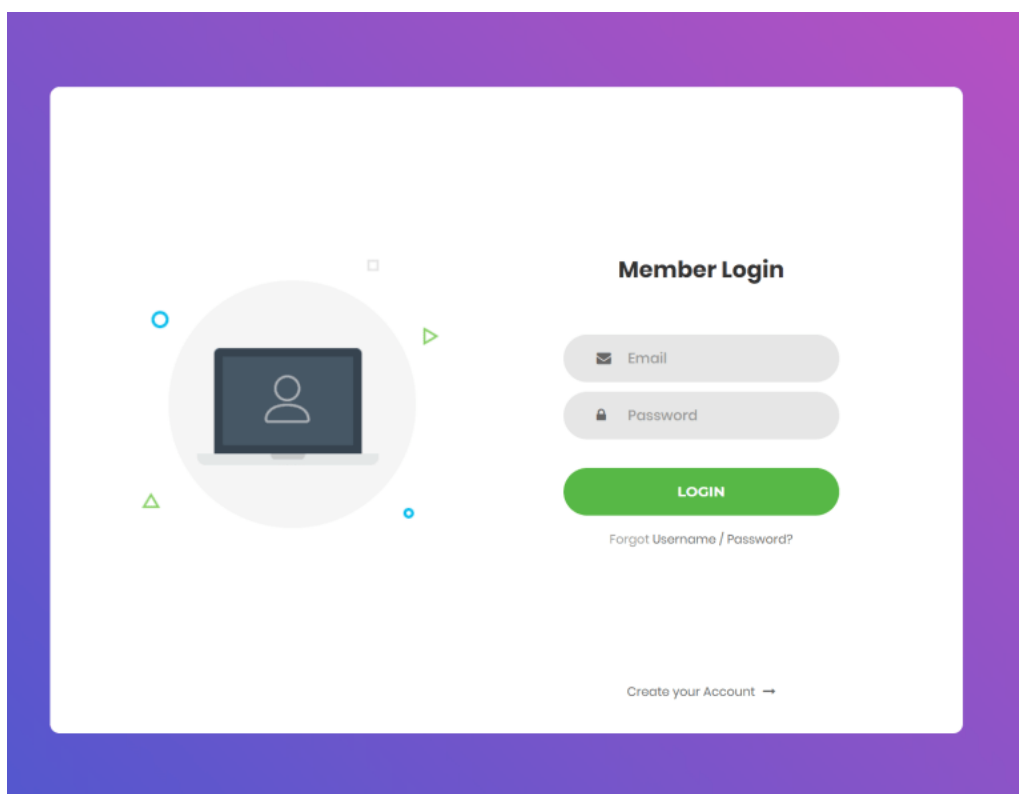 Member Login
Email
Password
LOGIN
Forgot Username / Password?
Create your Account →